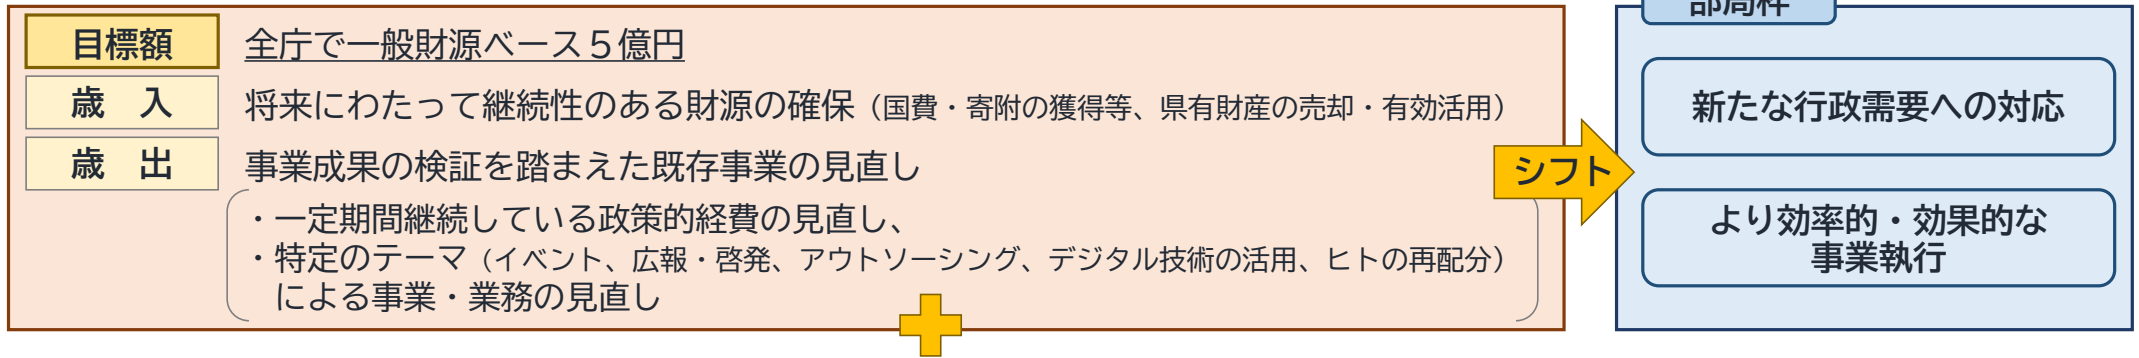 目標額 全庁で一般財源ベース５億円
歳　入 将来にわたって継続性のある財源の確保（国費・寄附の獲得等、県有財産の売却・有効活用）
歳　出 事業成果の検証を踏まえた既存事業の見直し
・一定期間継続している政策的経費の見直し、
・特定のテーマ（イベント、広報・啓発、アウトソーシング、デジタル技術の活用、ヒトの再配分）
による事業・業務の見直し
シフト
部局枠
新たな行政需要への対応
より効率的・効果的な
事業執行